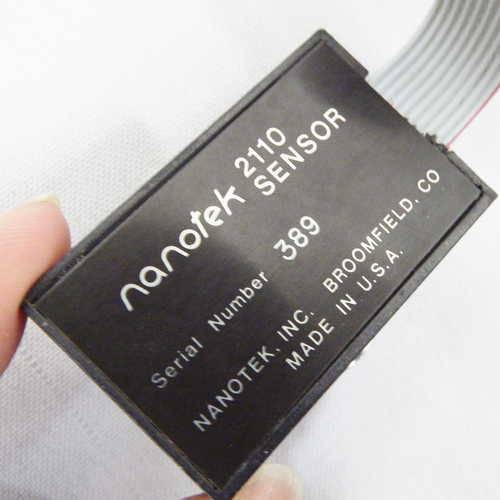 nanotek 2110
SENSOR
Serial Number 389
NANOTEK, INC. BROOMFIELD, CO
MADE IN U.S.A.